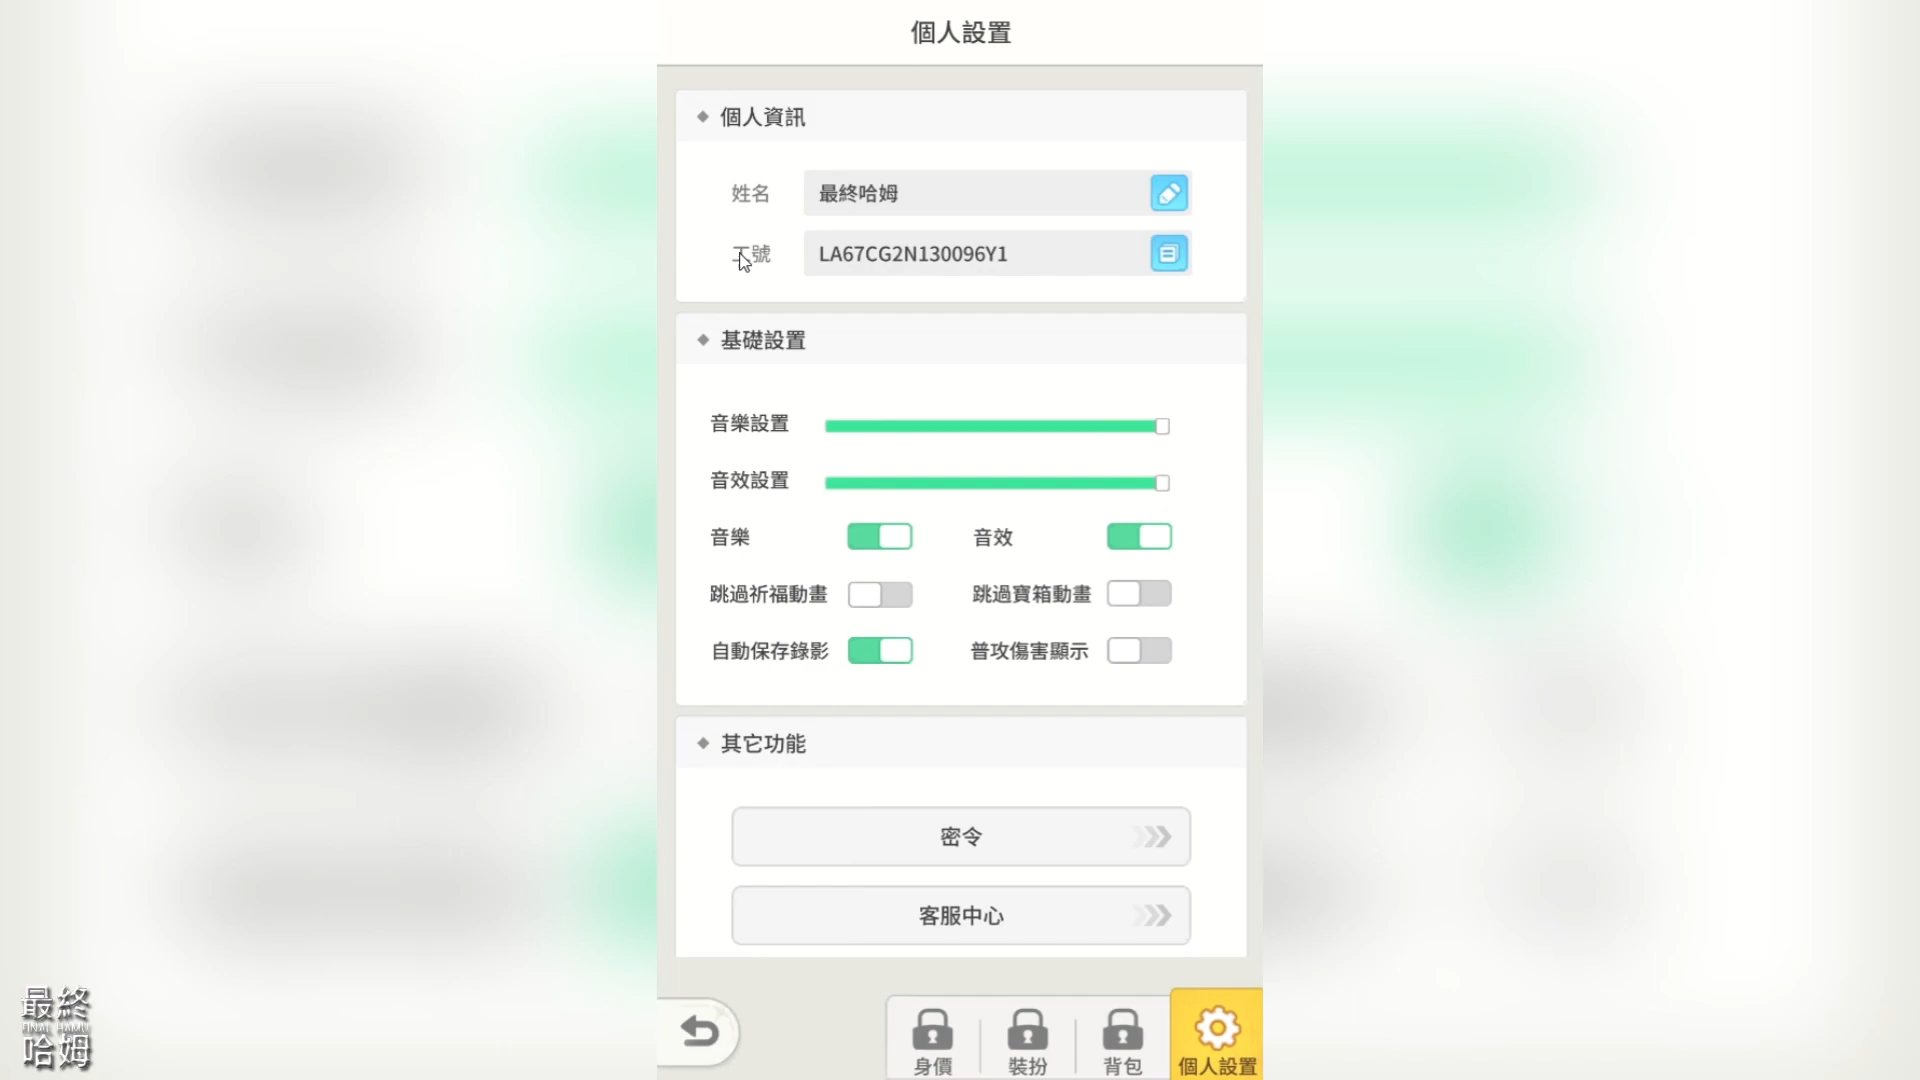 個人設置
個人資訊
姓名 最終哈姆
工號 LA67CG2N130096Y1
基礎設置
音樂設置
音效設置
音樂 音效
跳過祈福動畫 跳過寶箱動畫
自動保存錄影 普攻傷害顯示
其它功能
密令
客服中心
身價 裝扮 背包 個人設置
最終
FINAL HAMU
哈姆